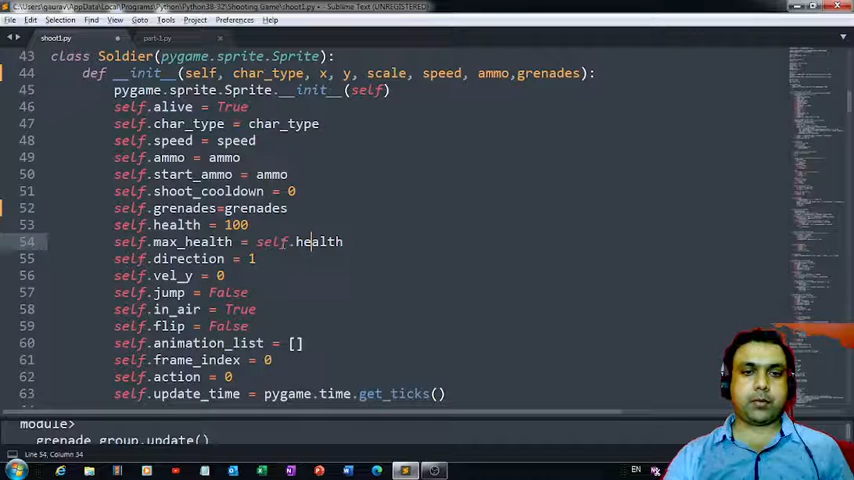 C:\Users\gaurav\AppData\Local\Programs\Python\Python38-32\Shooting Game\shoot1.py • - Sublime Text (UNREGISTERED)
File Edit Selection Find View Goto Tools Project Preferences Help
shoot1.py part-1.py
43 class Soldier(pygame.sprite.Sprite):
44 def __init__(self, char_type, x, y, scale, speed, ammo,grenades):
45 pygame.sprite.Sprite.__init__(self)
46 self.alive = True
47 self.char_type = char_type
48 self.speed = speed
49 self.ammo = ammo
50 self.start_ammo = ammo
51 self.shoot_cooldown = 0
52 self.grenades=grenades
53 self.health = 100
54 self.max_health = self.health
55 self.direction = 1
56 self.vel_y = 0
57 self.jump = False
58 self.in_air = True
59 self.flip = False
60 self.animation_list = []
61 self.frame_index = 0
62 self.action = 0
63 self.update_time = pygame.time.get_ticks()
module>
grenade_group.update()
Line 54, Column 34
EN